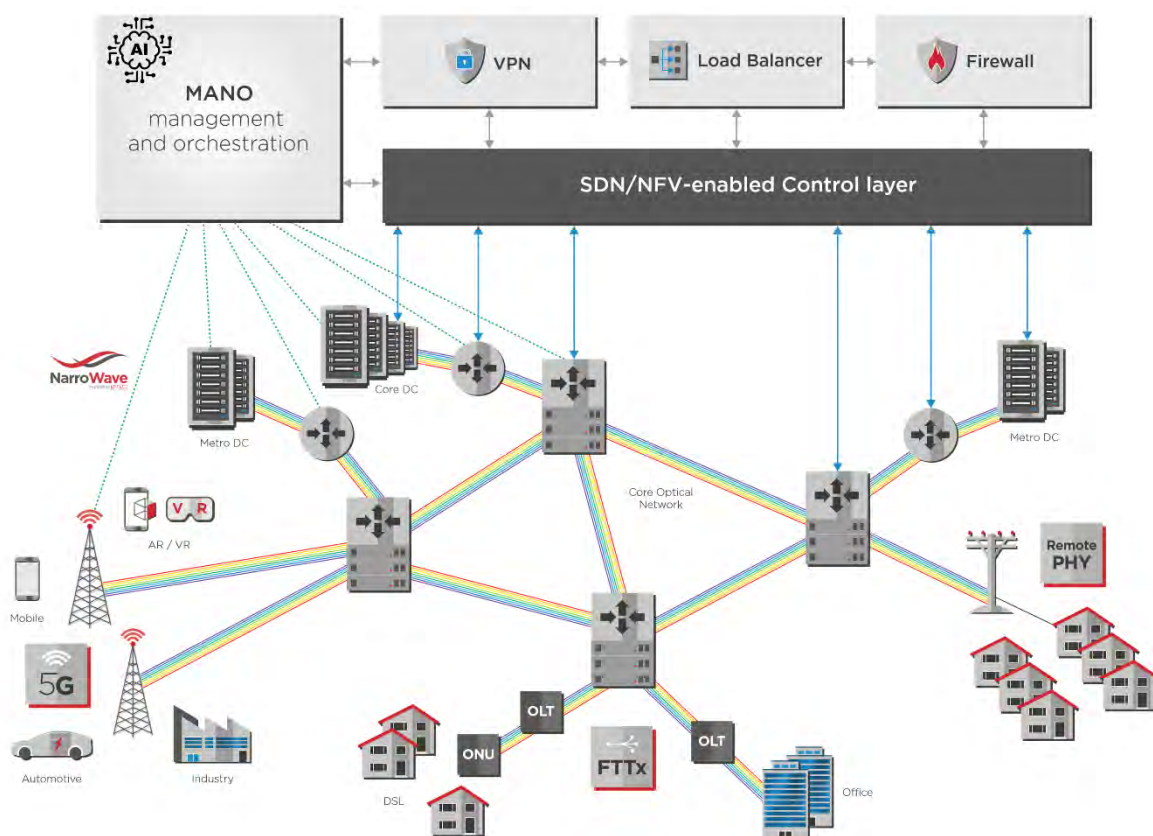 AI
MANO
management
and orchestration
VPN
Load Balancer
Firewall
SDN/NFV-enabled Control layer
NarroWave
Core DC
Metro DC
Metro DC
Core Optical
Network
V R
AR / VR
Remote
PHY
Mobile
5G
OLT
OLT
ONU
FTTx
Automotive
Industry
DSL
Office